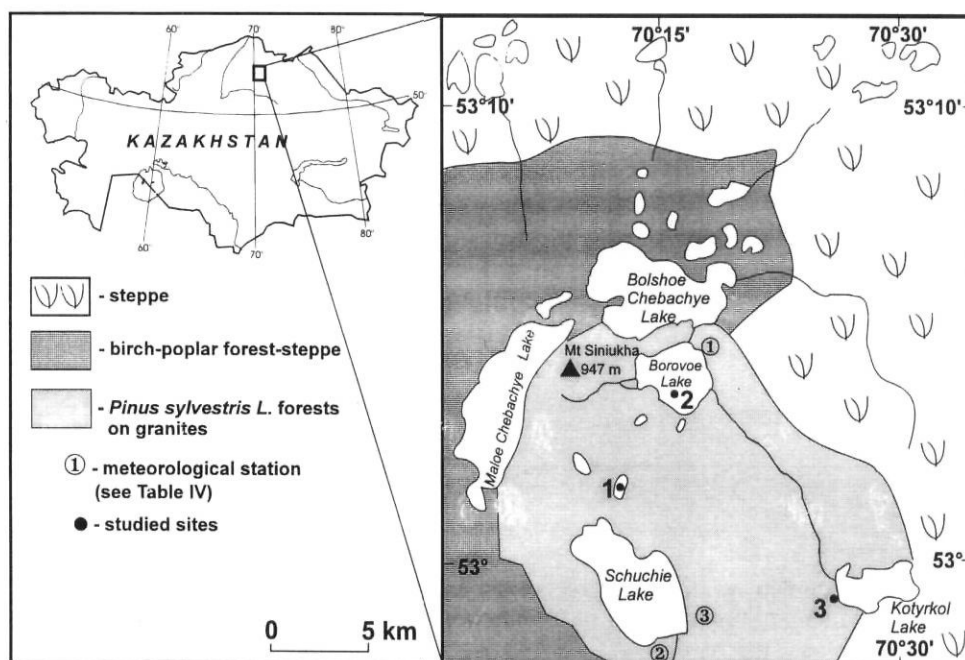 60°
70°
80°
50°
KAZAKHSTAN
60°
70°
80°
- steppe
- birch-poplar forest-steppe
- Pinus sylvestris L. forests
on granites
① - meteorological station
(see Table IV)
- studied sites
0 5 km
70°15'
70°30'
53°10'
53°10'
Bolshoe
Chebachye
Lake
Maloe Chebachye Lake
Mt Siniukha
947 m
①
Borovoe
Lake
2
1
53°
53°
Schuchie
Lake
③
②
3
Kotyrkol
Lake
70°30'